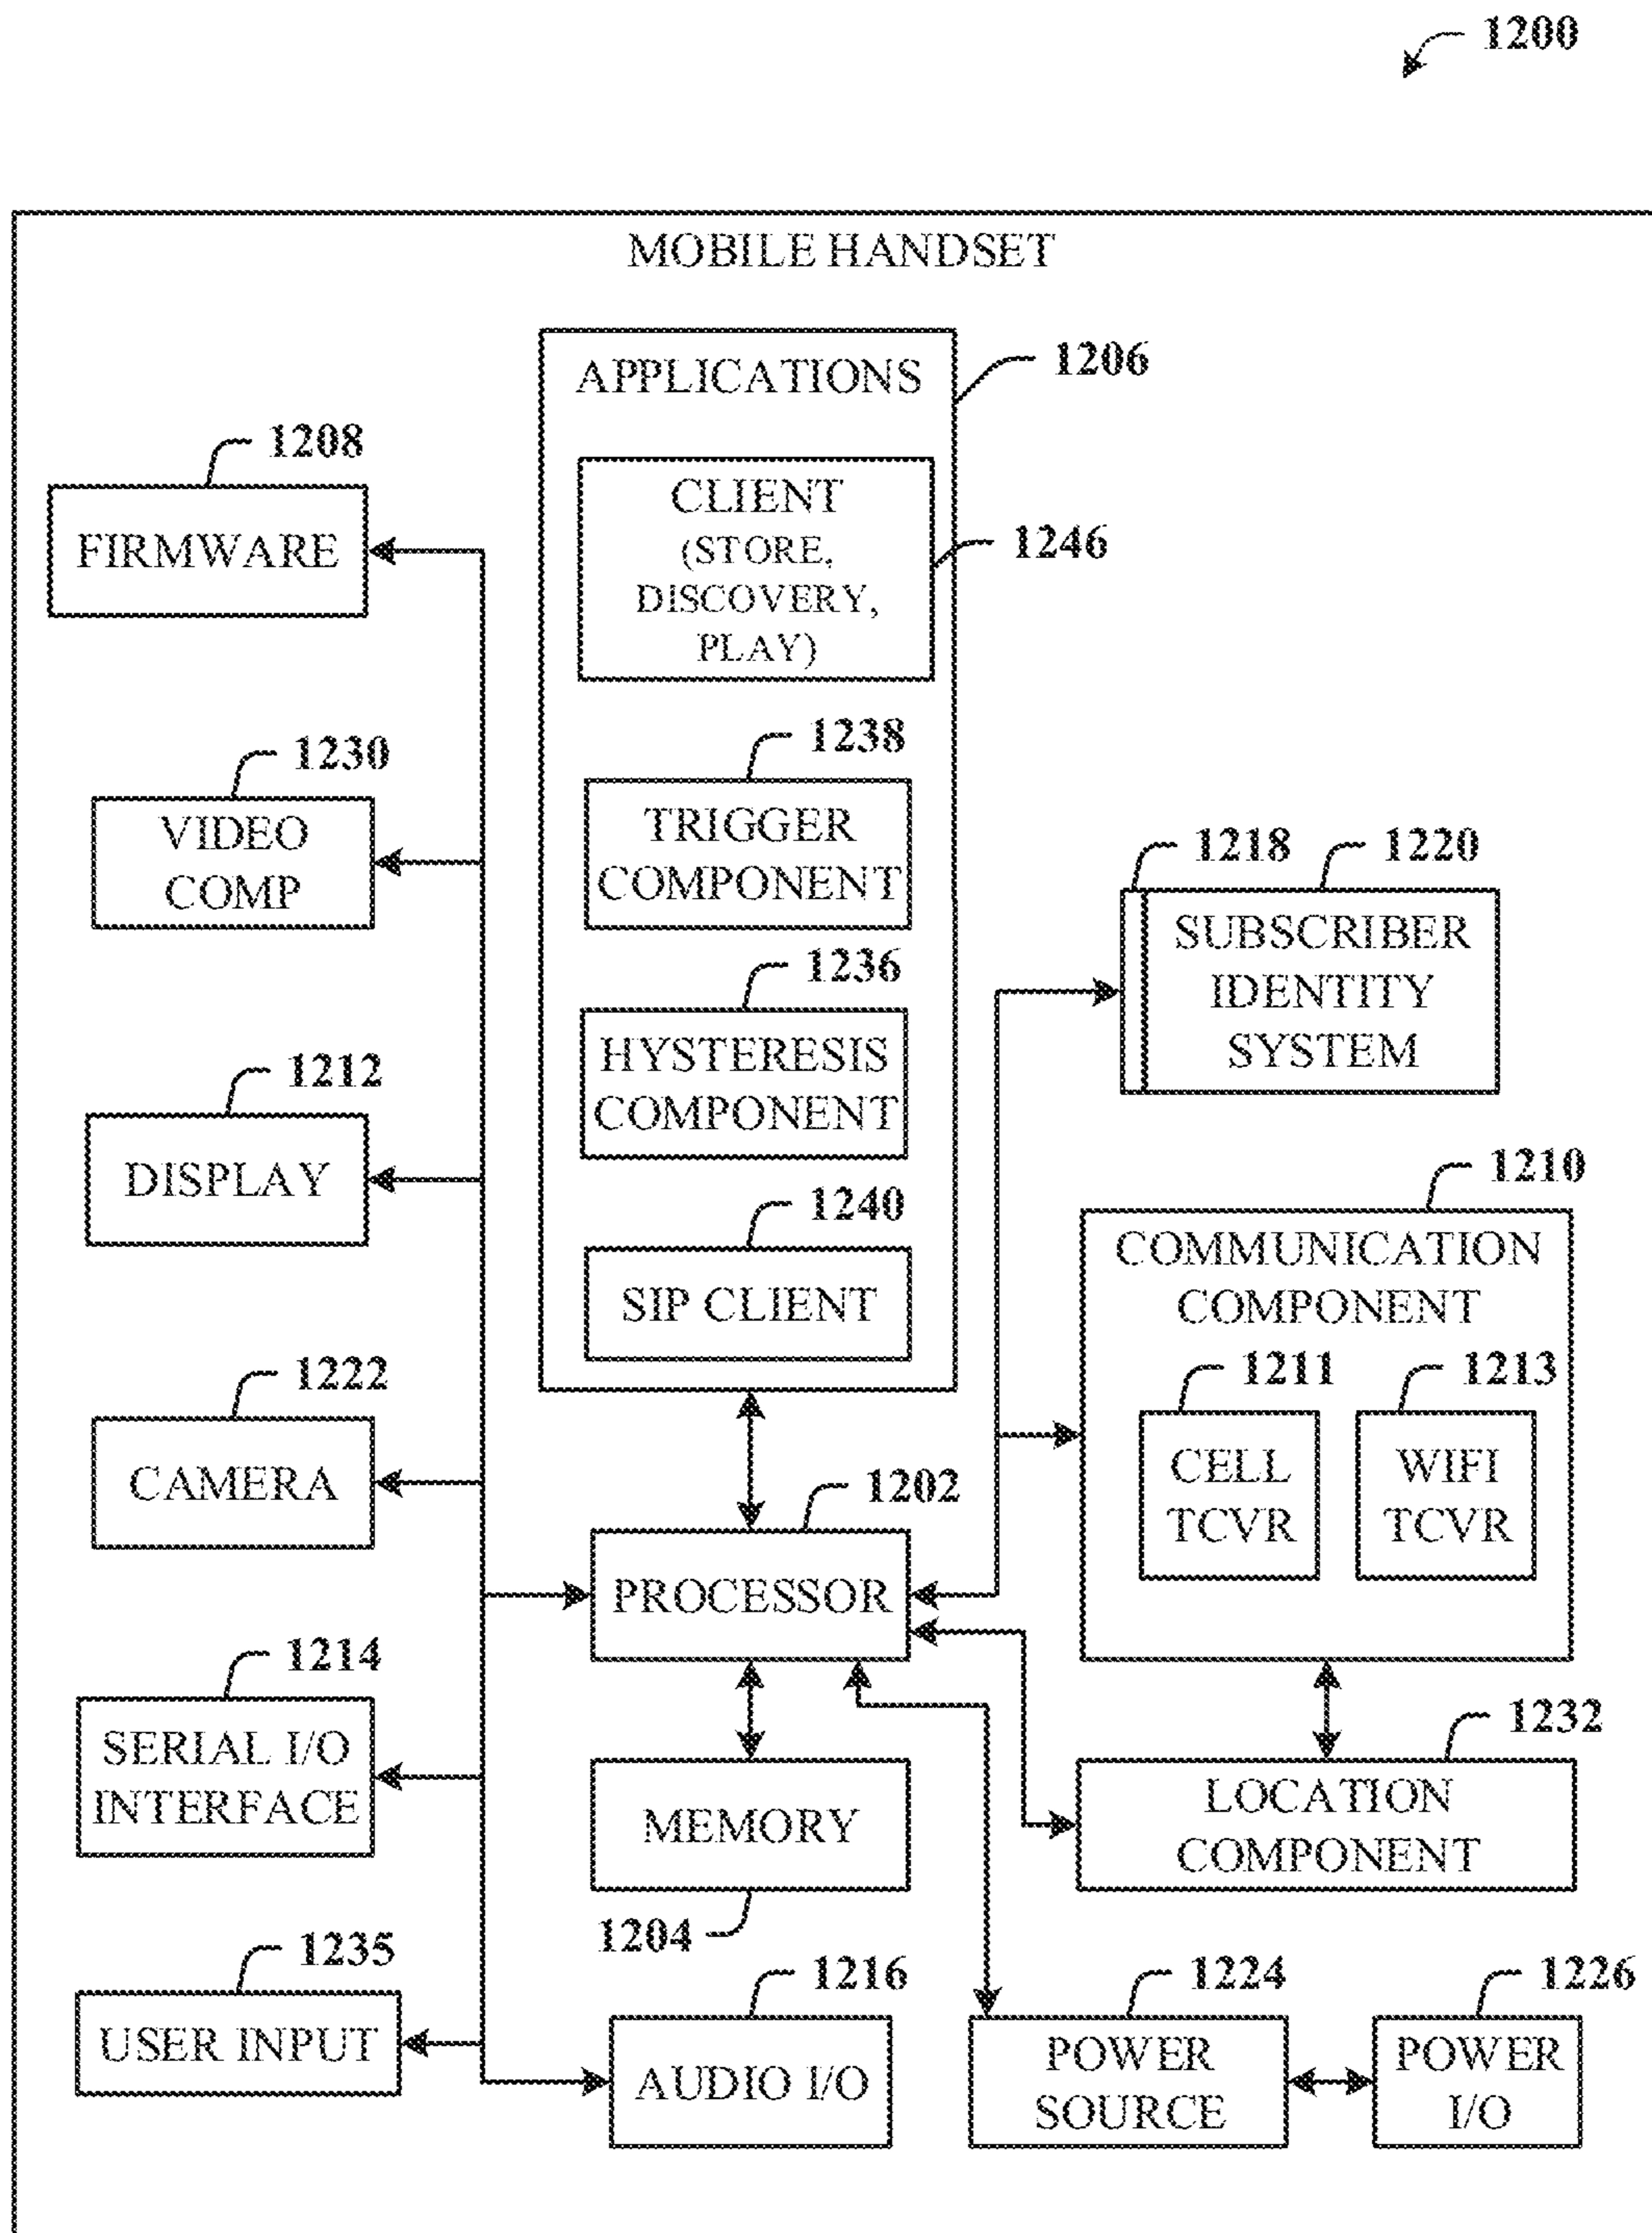 1200
MOBILE HANDSET
APPLICATIONS
1206
CLIENT
(STORE,
DISCOVERY,
PLAY)
1246
1238
TRIGGER
COMPONENT
1236
HYSTERESIS
COMPONENT
1240
SIP CLIENT
1208
FIRMWARE
1230
VIDEO
COMP
1212
DISPLAY
1222
CAMERA
1214
SERIAL I/O
INTERFACE
1235
USER INPUT
1202
PROCESSOR
MEMORY
1204
1216
AUDIO I/O
1218
1220
SUBSCRIBER
IDENTITY
SYSTEM
1210
COMMUNICATION
COMPONENT
1211
CELL
TCVR
1213
WIFI
TCVR
1232
LOCATION
COMPONENT
1224
POWER
SOURCE
1226
POWER
I/O